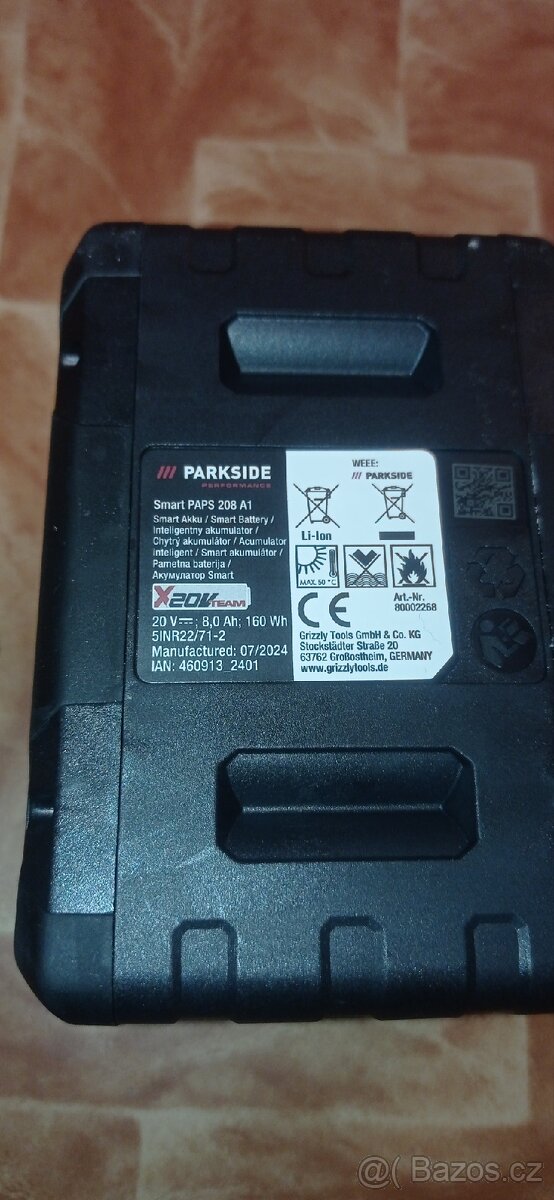 PARKSIDE
PERFORMANCE
Smart PAPS 208 A1
Smart Akku / Smart Battery /
Inteligentny akumulator /
Chytrý akumulátor / Acumulator
inteligent / Smart akumulátor /
Pametna baterija /
Акумулатор Smart
X20VTEAM
20 V ⎓; 8,0 Ah; 160 Wh
5INR22/71-2
Manufactured: 07/2024
IAN: 460913_2401
WEEE:
PARKSIDE
Li-Ion
MAX. 50 °C
CE
Art.-Nr.
80002268
Grizzly Tools GmbH & Co. KG
Stockstädter Straße 20
63762 Großostheim, GERMANY
www.grizzlytools.de
@( Bazos.cz